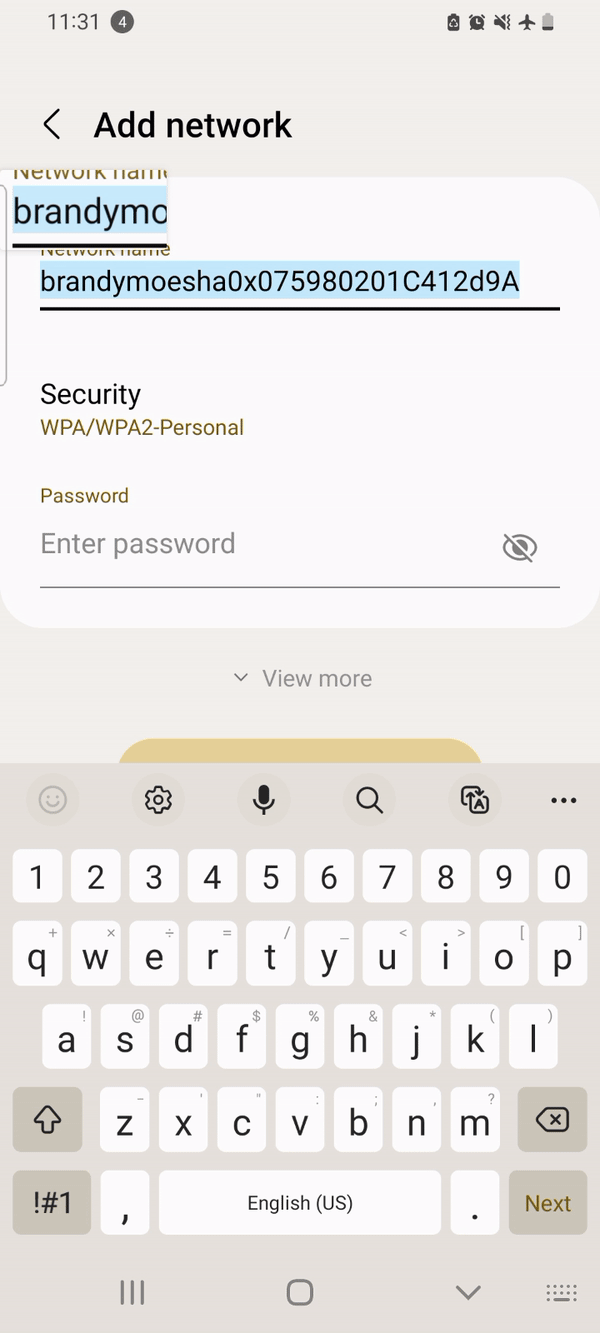 11:31 4
Add network
Network name
brandymo
Network name
brandymoesha0x075980201C412d9A
Security
WPA/WPA2-Personal
Password
Enter password
View more
1 2 3 4 5 6 7 8 9 0
+ × ÷ = / _ < > [ ]
q w e r t y u i o p
! @ # $ % & * ( )
a s d f g h j k l
- ' " : ; , ?
z x c v b n m
!#1 , English (US) . Next